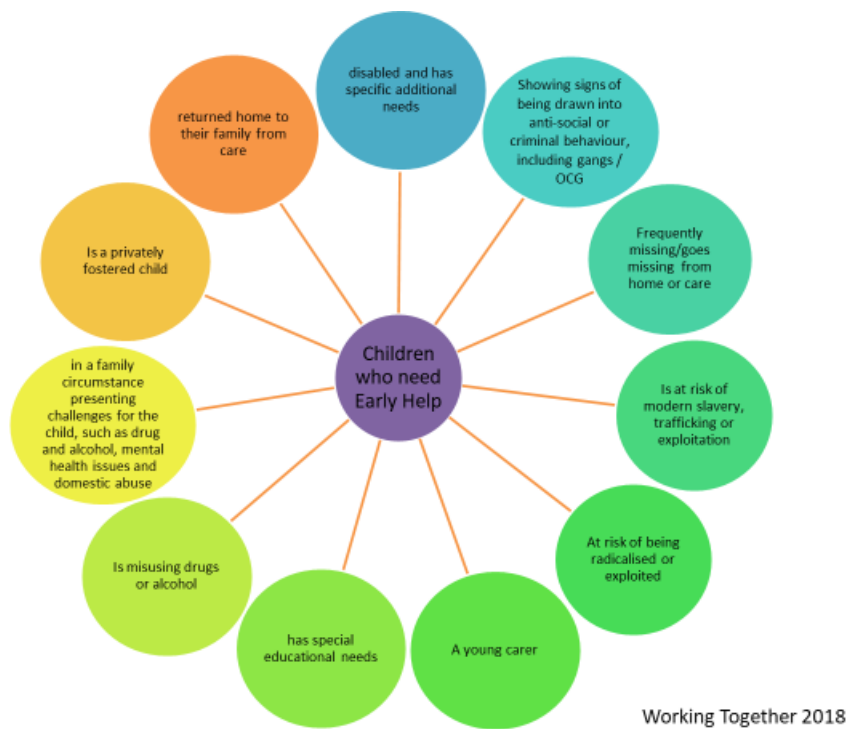 disabled and has
specific additional
needs
Showing signs of
being drawn into
anti-social or
criminal behaviour,
including gangs /
OCG
Frequently
missing/goes
missing from
home or care
Is at risk of
modern slavery,
trafficking or
exploitation
At risk of being
radicalised or
exploited
A young carer
has special
educational needs
Is misusing drugs
or alcohol
in a family
circumstance
presenting
challenges for the
child, such as drug
and alcohol, mental
health issues and
domestic abuse
Is a privately
fostered child
returned home to
their family from
care
Children
who need
Early Help
Working Together 2018